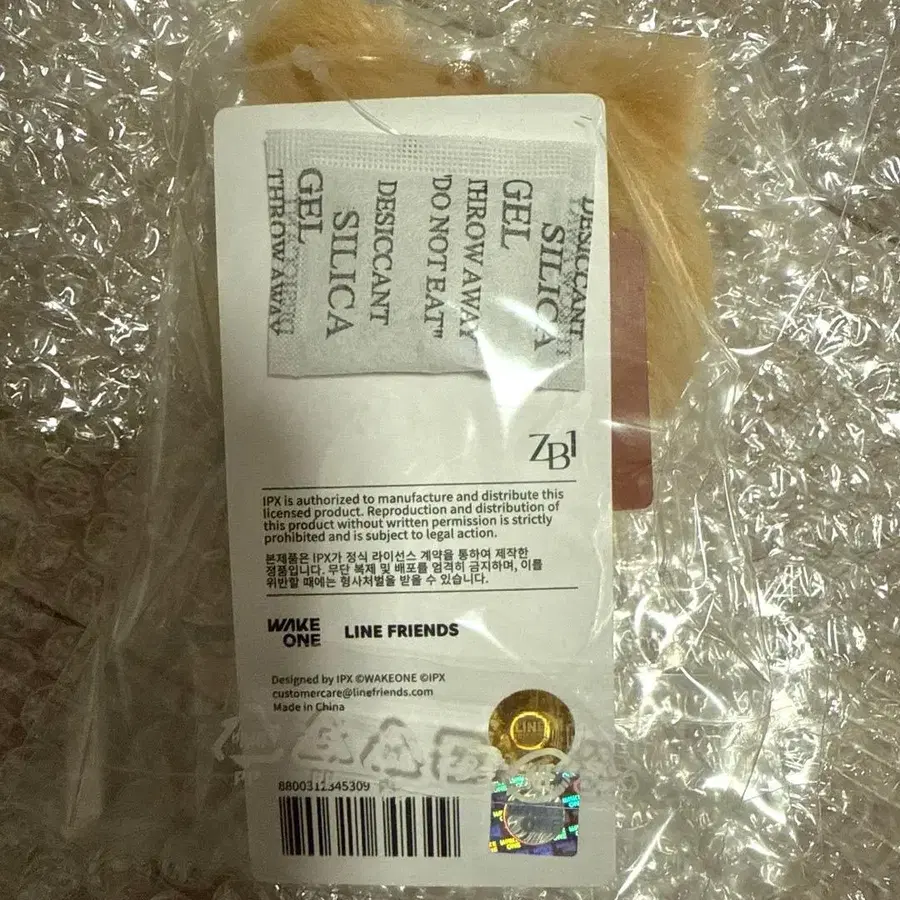 THROW AWAY
GEL
SILICA
DESICCANT
"DO NOT EAT"
THROW AWAY
GEL
SILICA
DESICCANT
ZB1
IPX is authorized to manufacture and distribute this
licensed product. Reproduction and distribution of
this product without written permission is strictly
prohibited and is subject to legal action.
본제품은 IPX가 정식 라이선스 계약을 통하여 제작한
정품입니다. 무단 복제 및 배포를 엄격히 금지하며, 이를
위반할 때에는 형사처벌을 받을 수 있습니다.
WAKE
ONE
LINE FRIENDS
Designed by IPX ©WAKEONE ©IPX
customercare@linefriends.com
Made in China
LINE
8800312345309
WAKE
ONE